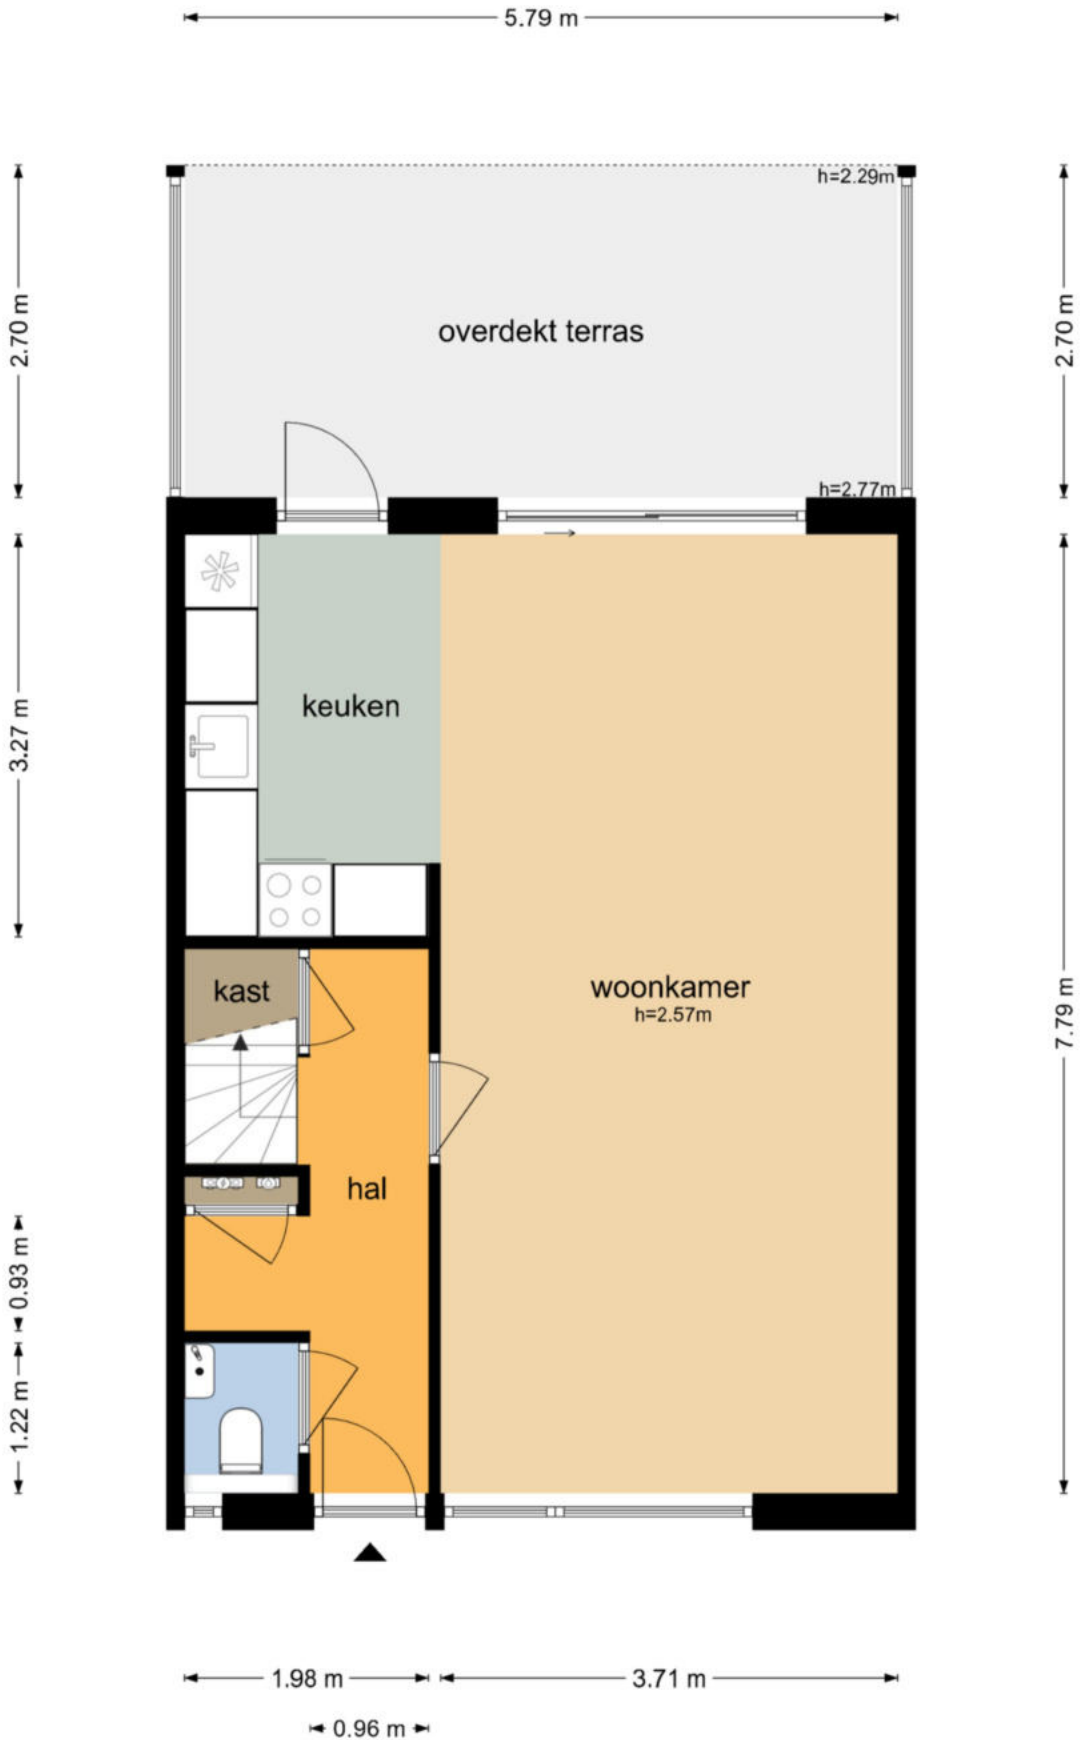 5.79 m
h=2.29m
2.70 m
overdekt terras
2.70 m
h=2.77m
keuken
3.27 m
kast
woonkamer
h=2.57m
7.79 m
hal
0.93 m
1.22 m
1.98 m
3.71 m
0.96 m